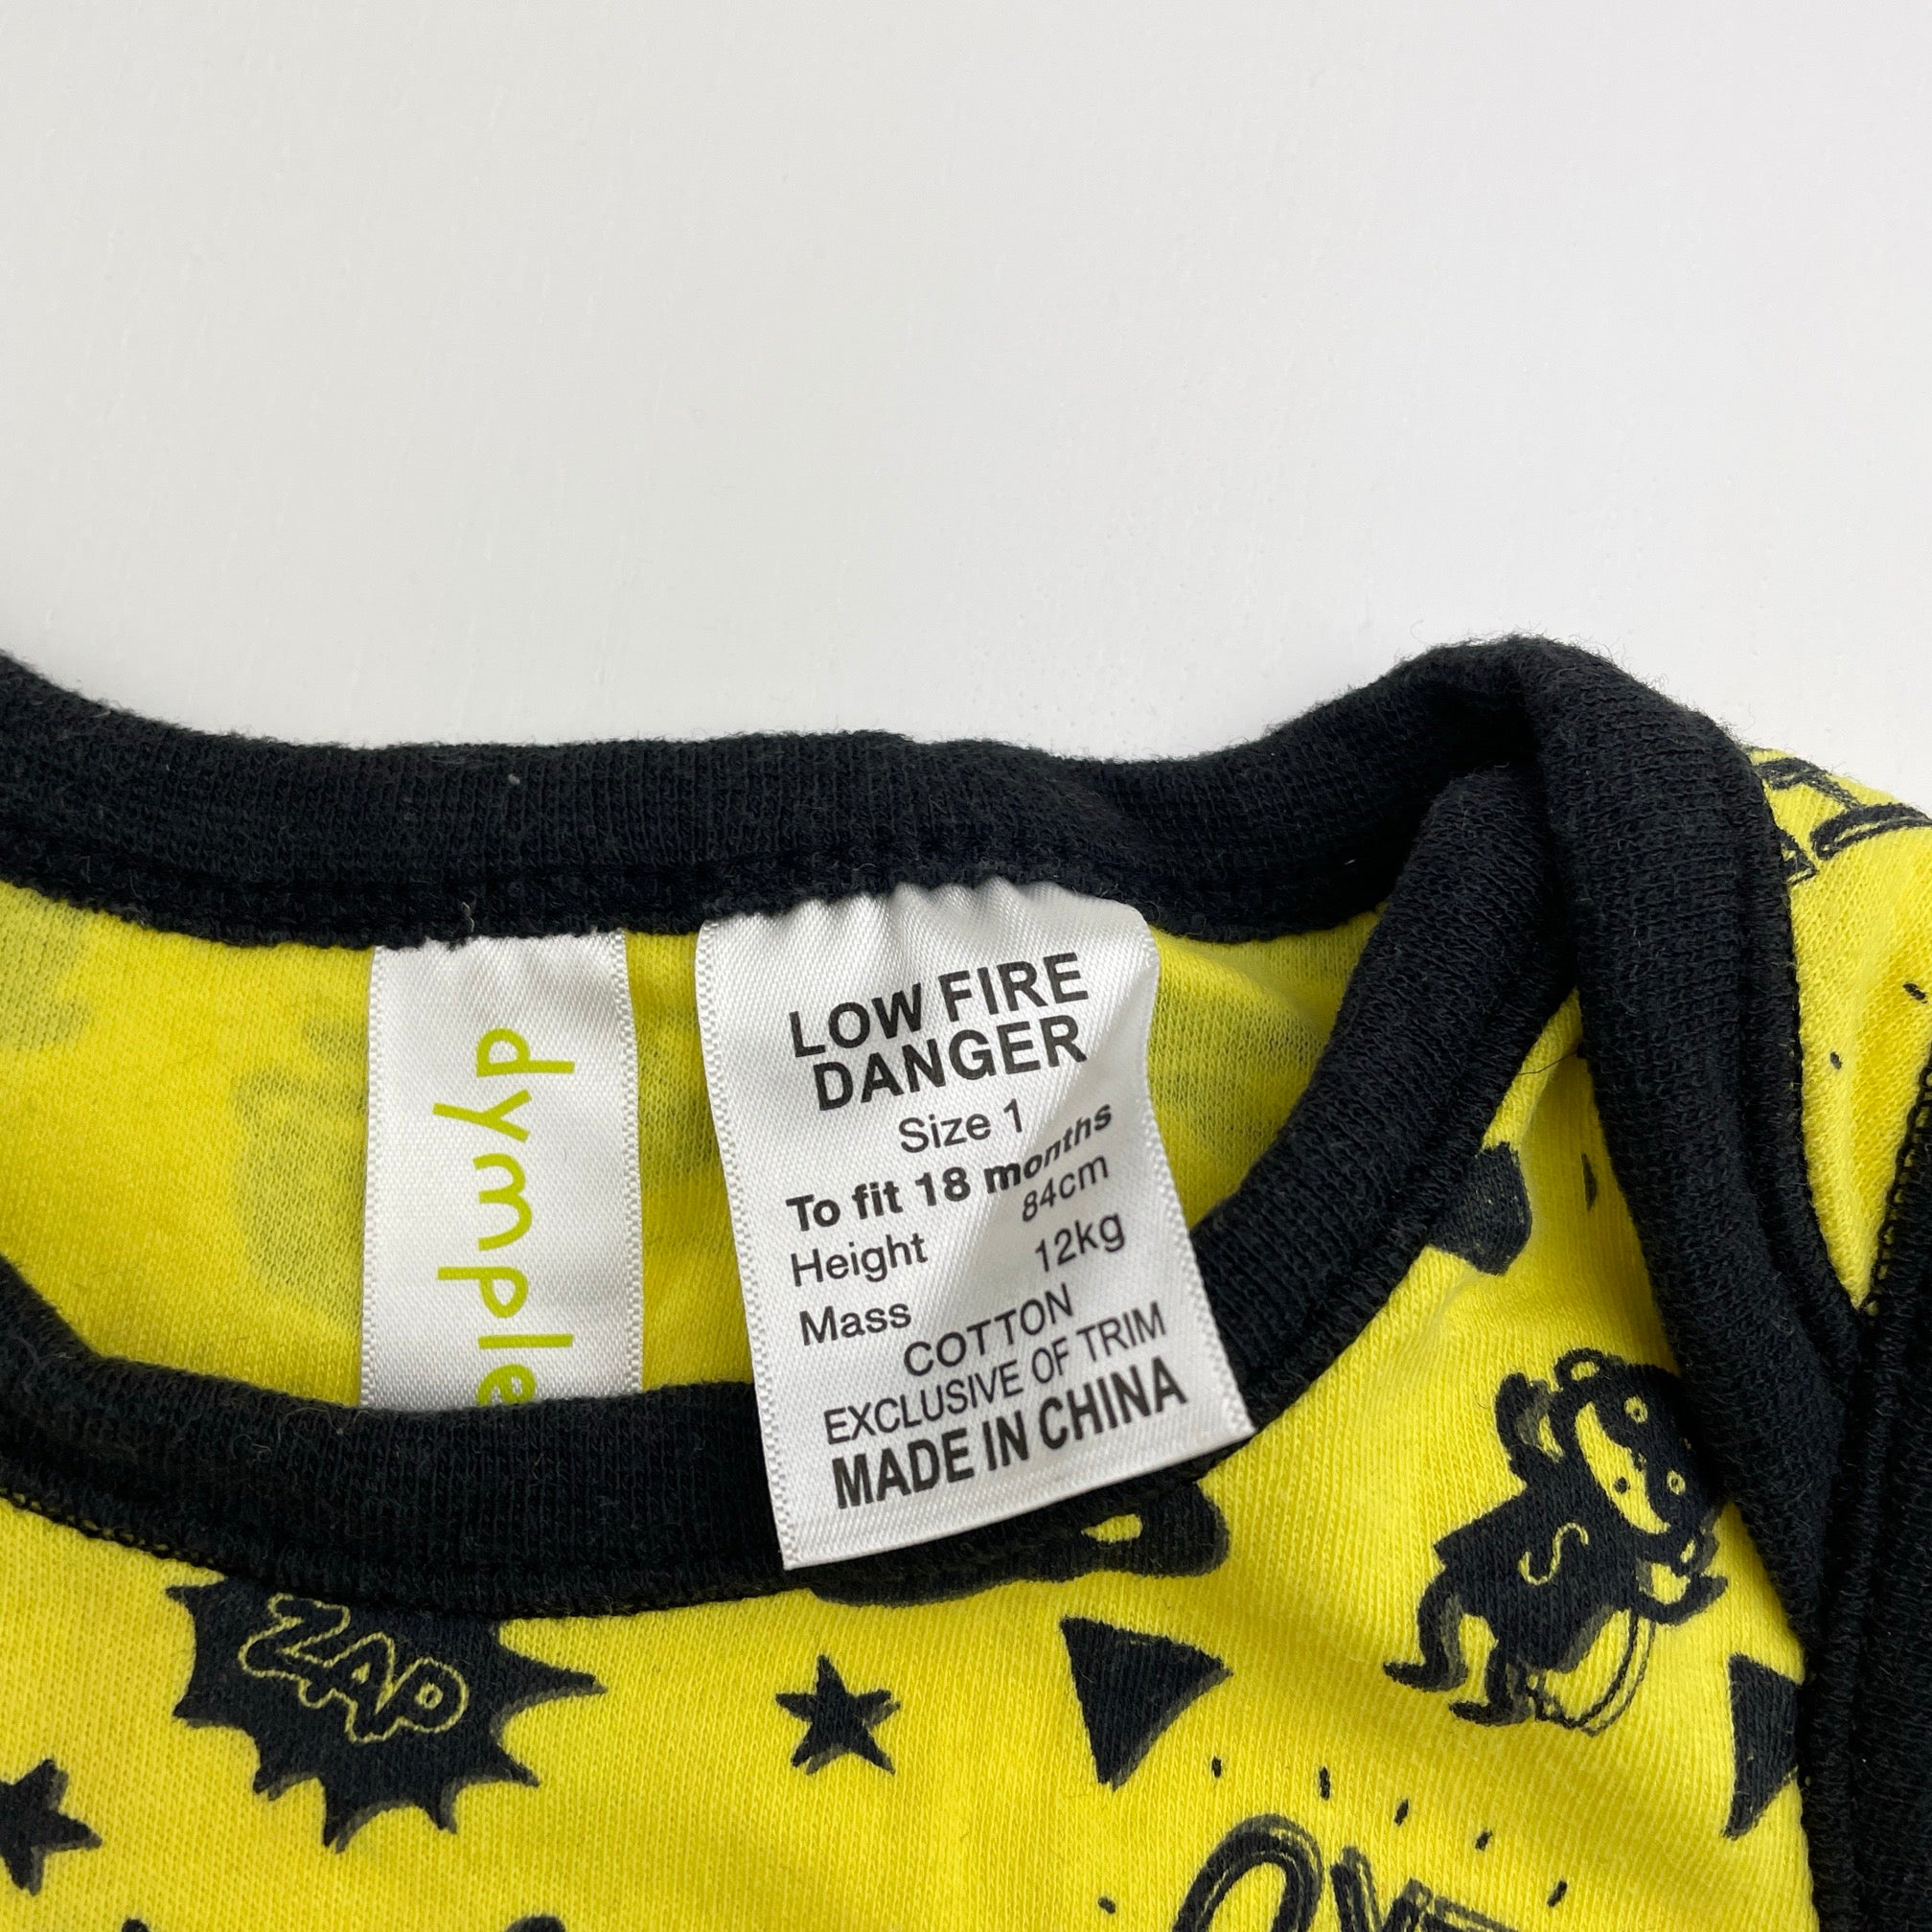 dymple
LOW FIRE
DANGER
Size 1
To fit 18 months
Height 84cm
Mass 12kg
COTTON
EXCLUSIVE OF TRIM
MADE IN CHINA
S
ZAP